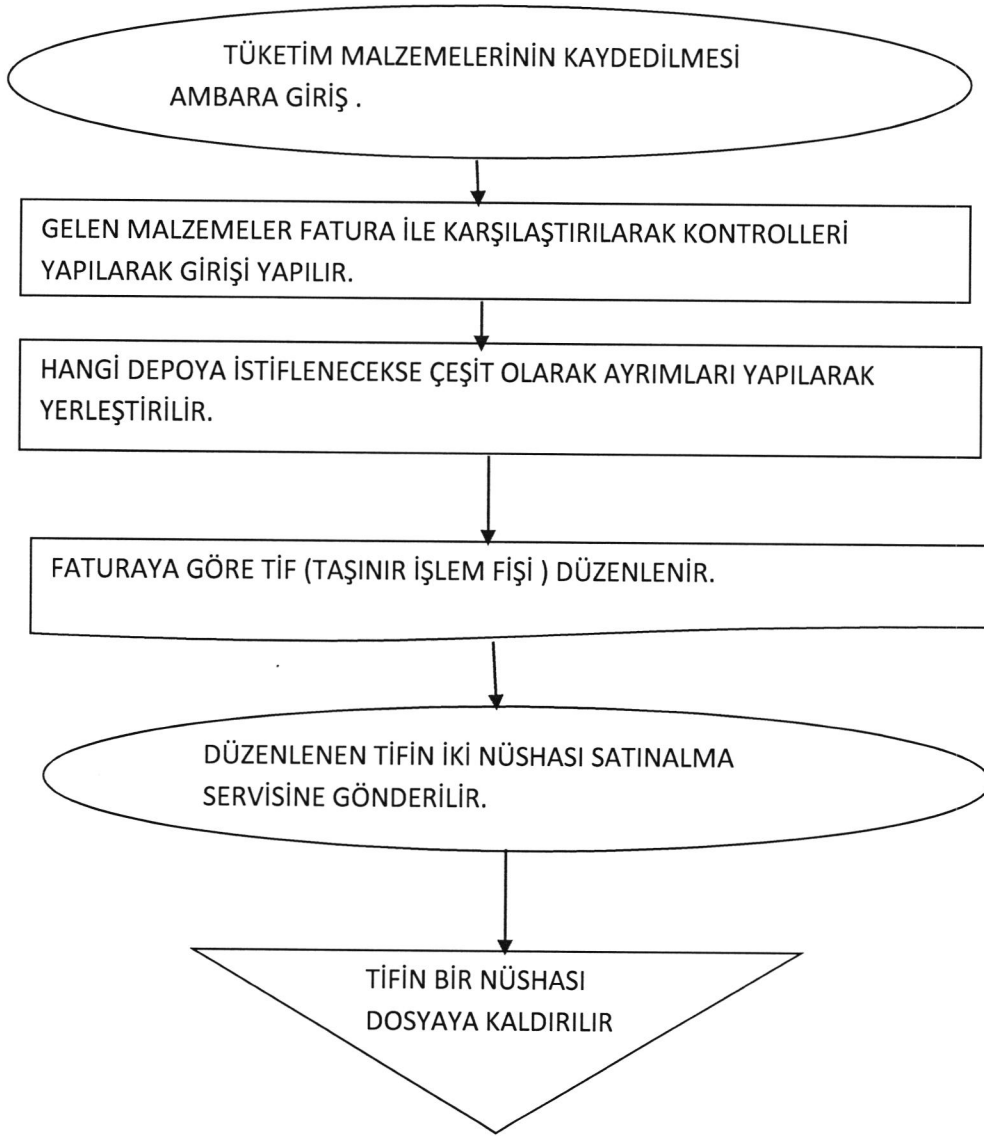 TÜKETİM MALZEMELERİNİN KAYDEDİLMESİ
AMBARA GİRİŞ .
GELEN MALZEMELER FATURA İLE KARŞILAŞTIRILARAK KONTROLLERİ
YAPILARAK GİRİŞİ YAPILIR.
HANGİ DEPOYA İSTİFLENECEKSE ÇEŞİT OLARAK AYRIMLARI YAPILARAK
YERLEŞTİRİLİR.
FATURAYA GÖRE TİF (TAŞINIR İŞLEM FİŞİ ) DÜZENLENİR.
DÜZENLENEN TİFİN İKİ NÜSHASI SATINALMA
SERVİSİNE GÖNDERİLİR.
TİFİN BİR NÜSHASI
DOSYAYA KALDIRILIR